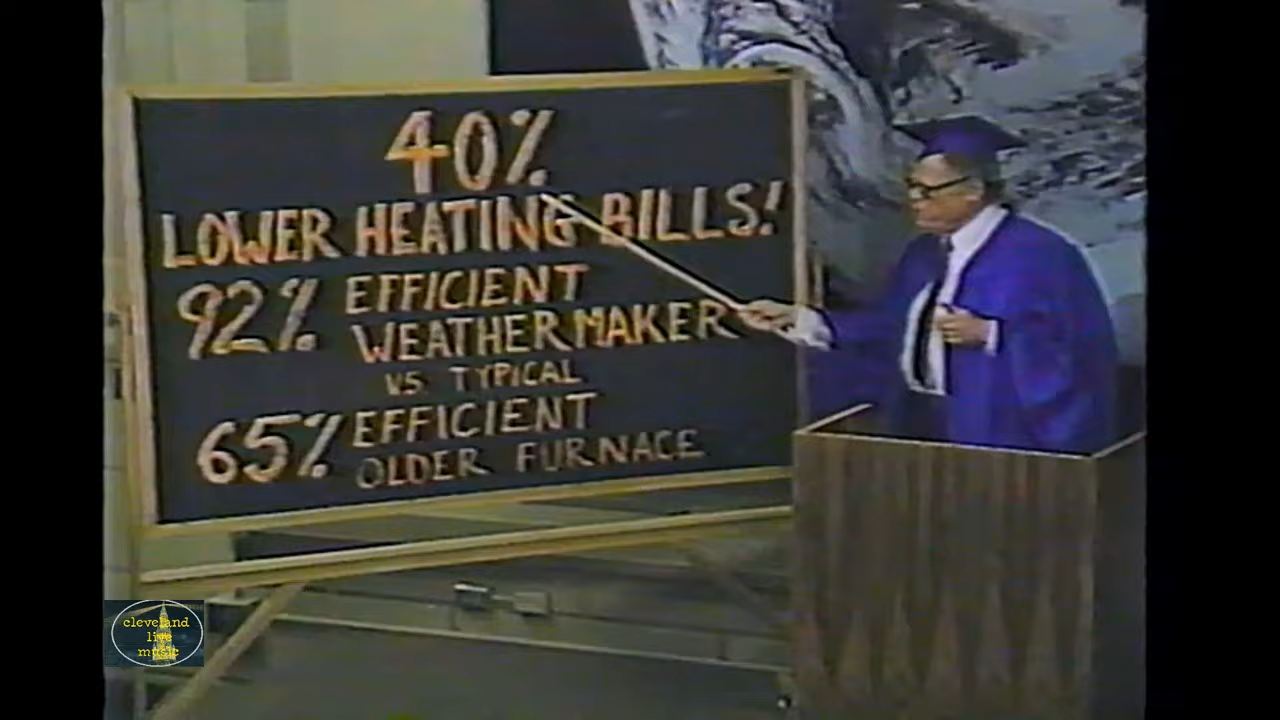 40%
LOWER HEATING BILLS!
92% EFFICIENT
WEATHERMAKER
VS. TYPICAL
65% EFFICIENT
OLDER FURNACE
cleveland
live
music